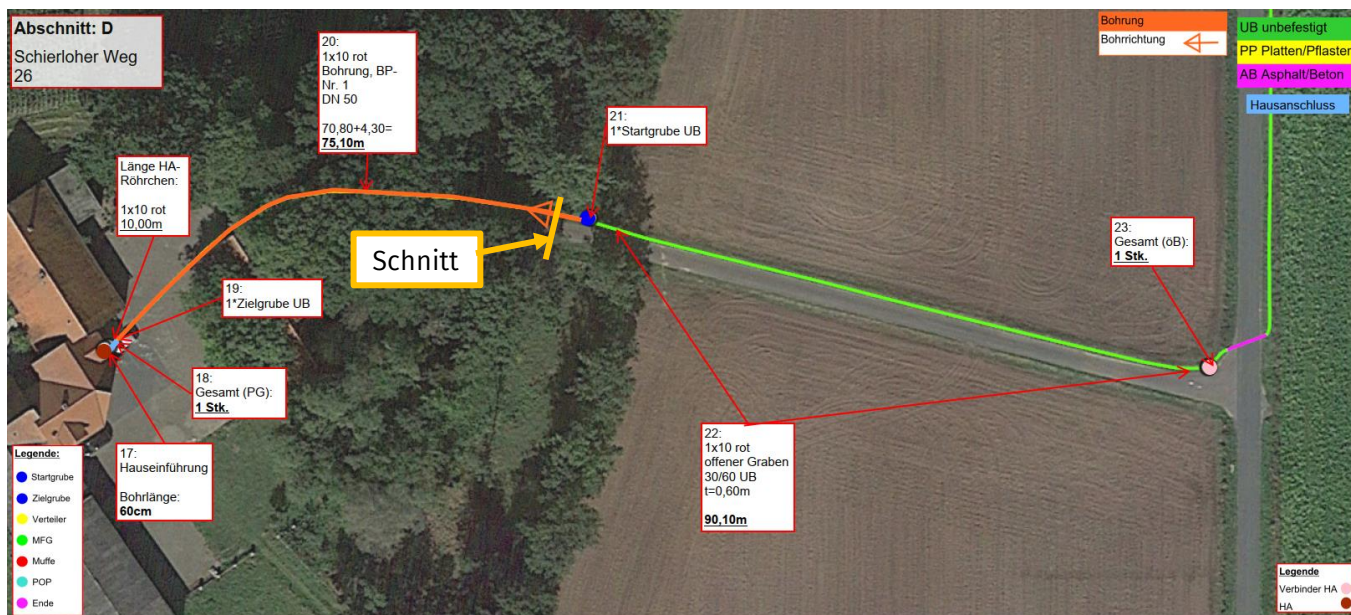 Abschnitt: D
Schierloher Weg
26
20:
1x10 rot
Bohrung, BP-
Nr. 1
DN 50
70,80+4,30=
75,10m
21:
1*Startgrube UB
Bohrung
Bohrrichtung
UB unbefestigt
PP Platten/Pflaster
AB Asphalt/Beton
Hausanschluss
Länge HA-
Röhrchen:
1x10 rot
10,00m
Schnitt
23:
Gesamt (öB):
1 Stk.
19:
1*Zielgrube UB
18:
Gesamt (PG):
1 Stk.
17:
Hauseinführung
Bohrlänge:
60cm
22:
1x10 rot
offener Graben
30/60 UB
t=0,60m
90,10m
Legende:
Startgrube
Zielgrube
Verteiler
MFG
Muffe
POP
Ende
Legende
Verbinder HA
HA